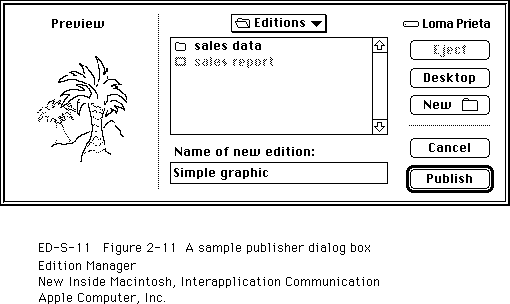 Preview
Editions
sales data
sales report
Name of new edition:
Simple graphic
Loma Prieta
Eject
Desktop
New
Cancel
Publish
ED-S-11 Figure 2-11 A sample publisher dialog box
Edition Manager
New Inside Macintosh, Interapplication Communication
Apple Computer, Inc.